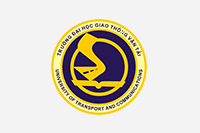 TRƯỜNG ĐẠI HỌC GIAO THÔNG VẬN TẢI
UNIVERSITY OF TRANSPORT AND COMMUNICATIONS